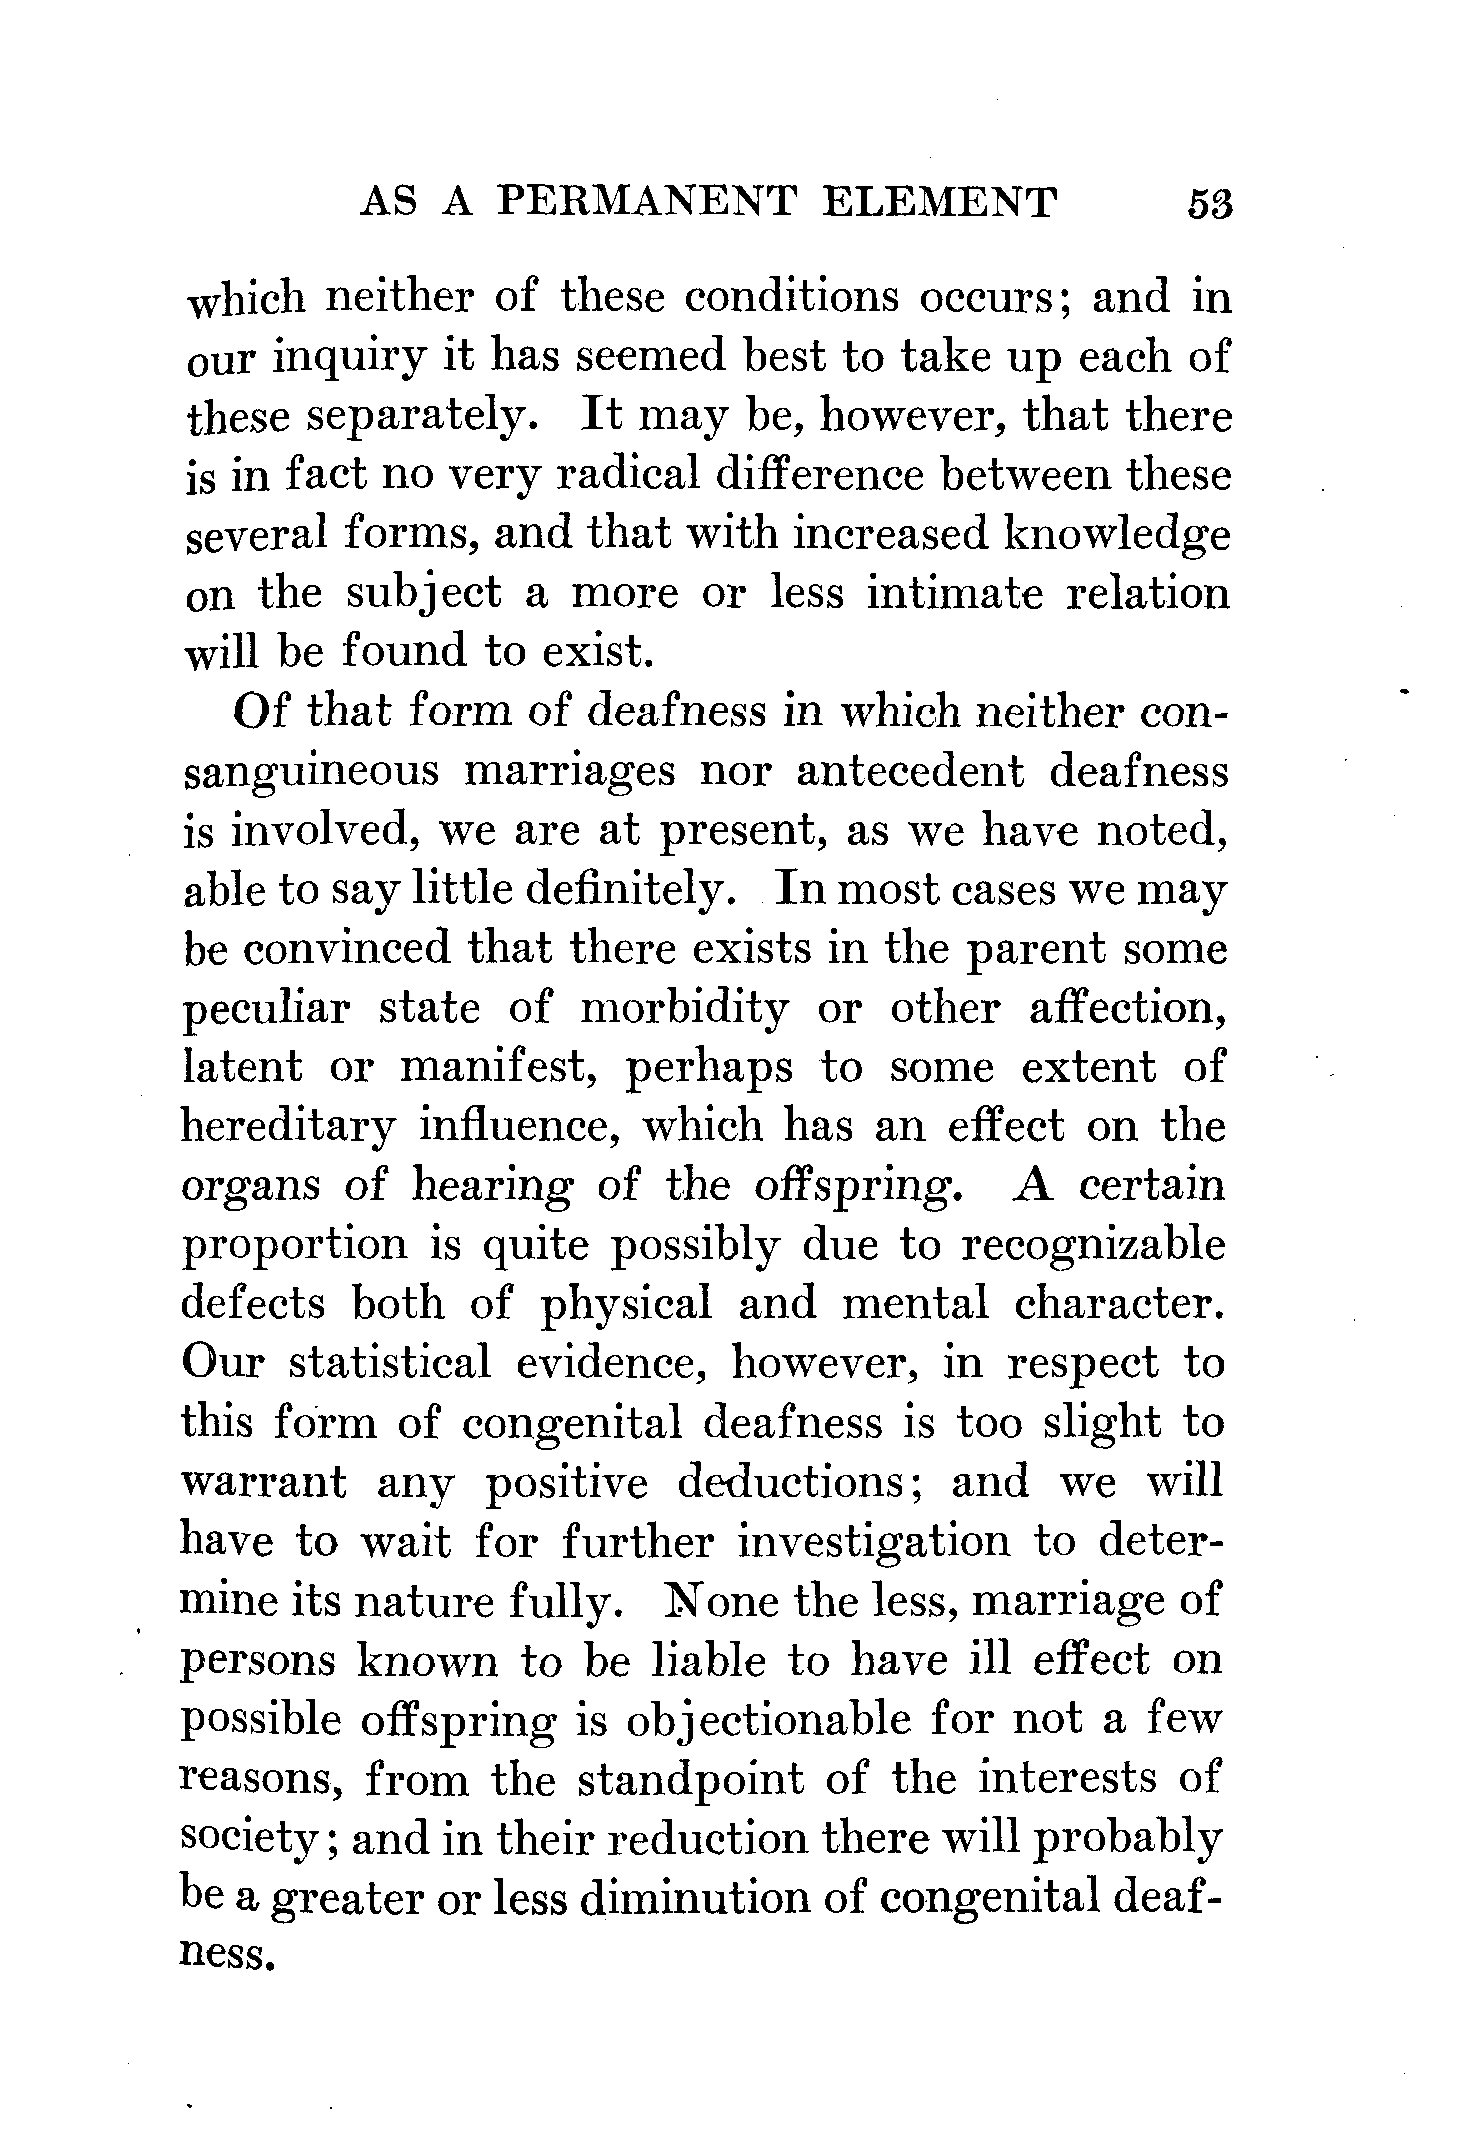 AS A PERMANENT ELEMENT 53
which neither of these conditions occurs; and in
our inquiry it has seemed best to take up each of
these separately. It may be, however, that there
is in fact no very radical difference between these
several forms, and that with increased knowledge
on the subject a more or less intimate relation
will be found to exist.
Of that form of deafness in which neither con-
sanguineous marriages nor antecedent deafness
is involved, we are at present, as we have noted,
able to say little definitely. In most cases we may
be convinced that there exists in the parent some
peculiar state of morbidity or other affection,
latent or manifest, perhaps to some extent of
hereditary influence, which has an effect on the
organs of hearing of the offspring. A certain
proportion is quite possibly due to recognizable
defects both of physical and mental character.
Our statistical evidence, however, in respect to
this form of congenital deafness is too slight to
warrant any positive deductions; and we will
have to wait for further investigation to deter-
mine its nature fully. None the less, marriage of
persons known to be liable to have ill effect on
possible offspring is objectionable for not a few
reasons, from the standpoint of the interests of
society; and in their reduction there will probably
be a greater or less diminution of congenital deaf-
ness.